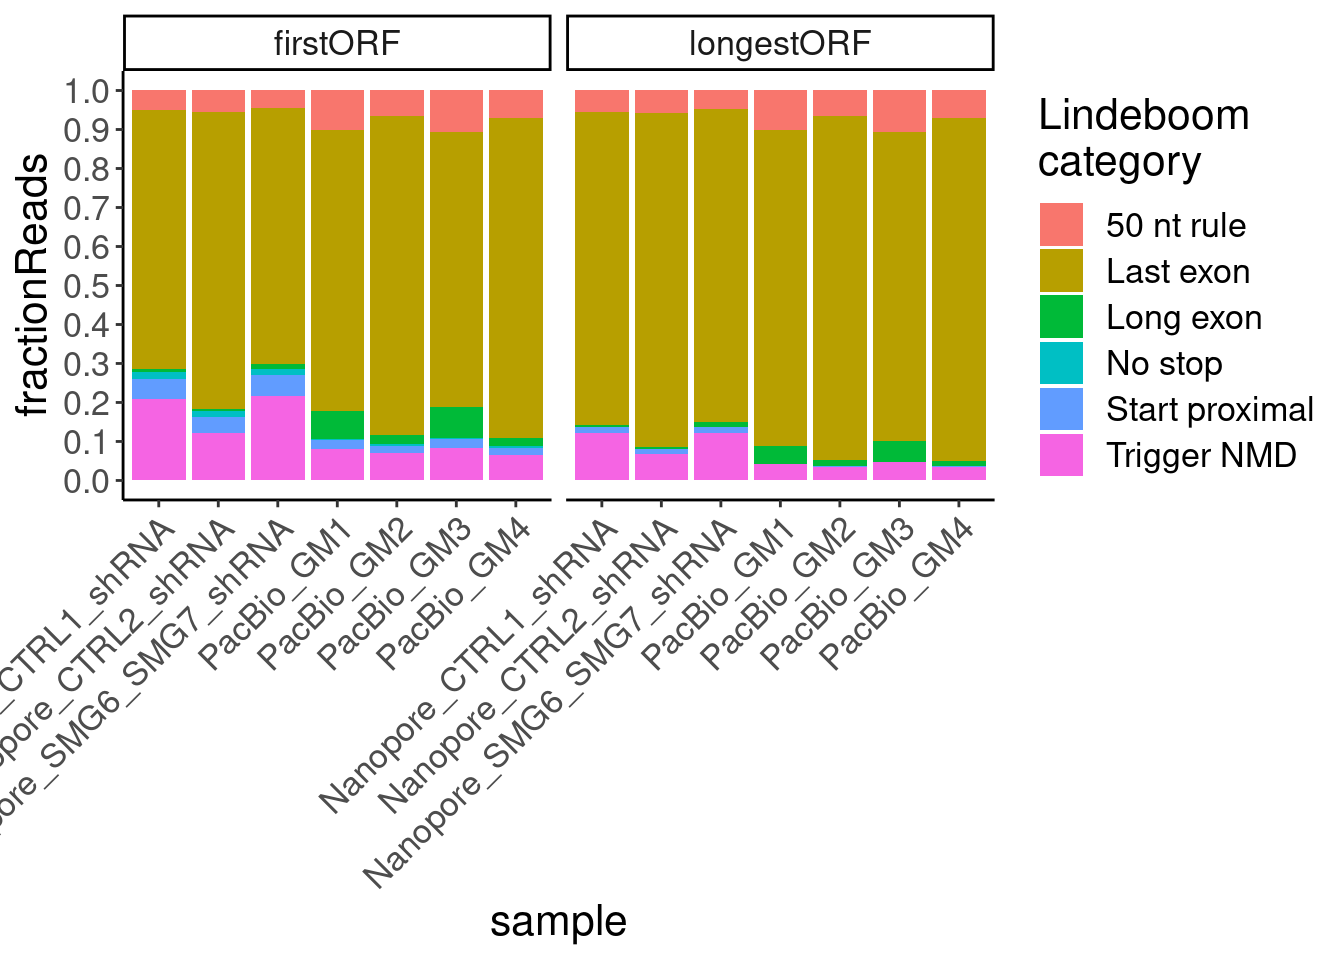 firstORF
longestORF
fractionReads
1.0
0.9
0.8
0.7
0.6
0.5
0.4
0.3
0.2
0.1
0.0
_CTRL1_shRNA
pore_CTRL2_shRNA
ore_SMG6_SMG7_shRNA
PacBio_GM1
PacBio_GM2
PacBio_GM3
PacBio_GM4
Nanopore_CTRL1_shRNA
Nanopore_CTRL2_shRNA
Nanopore_SMG6_SMG7_shRNA
PacBio_GM1
PacBio_GM2
PacBio_GM3
PacBio_GM4
sample
Lindeboom
category
50 nt rule
Last exon
Long exon
No stop
Start proximal
Trigger NMD